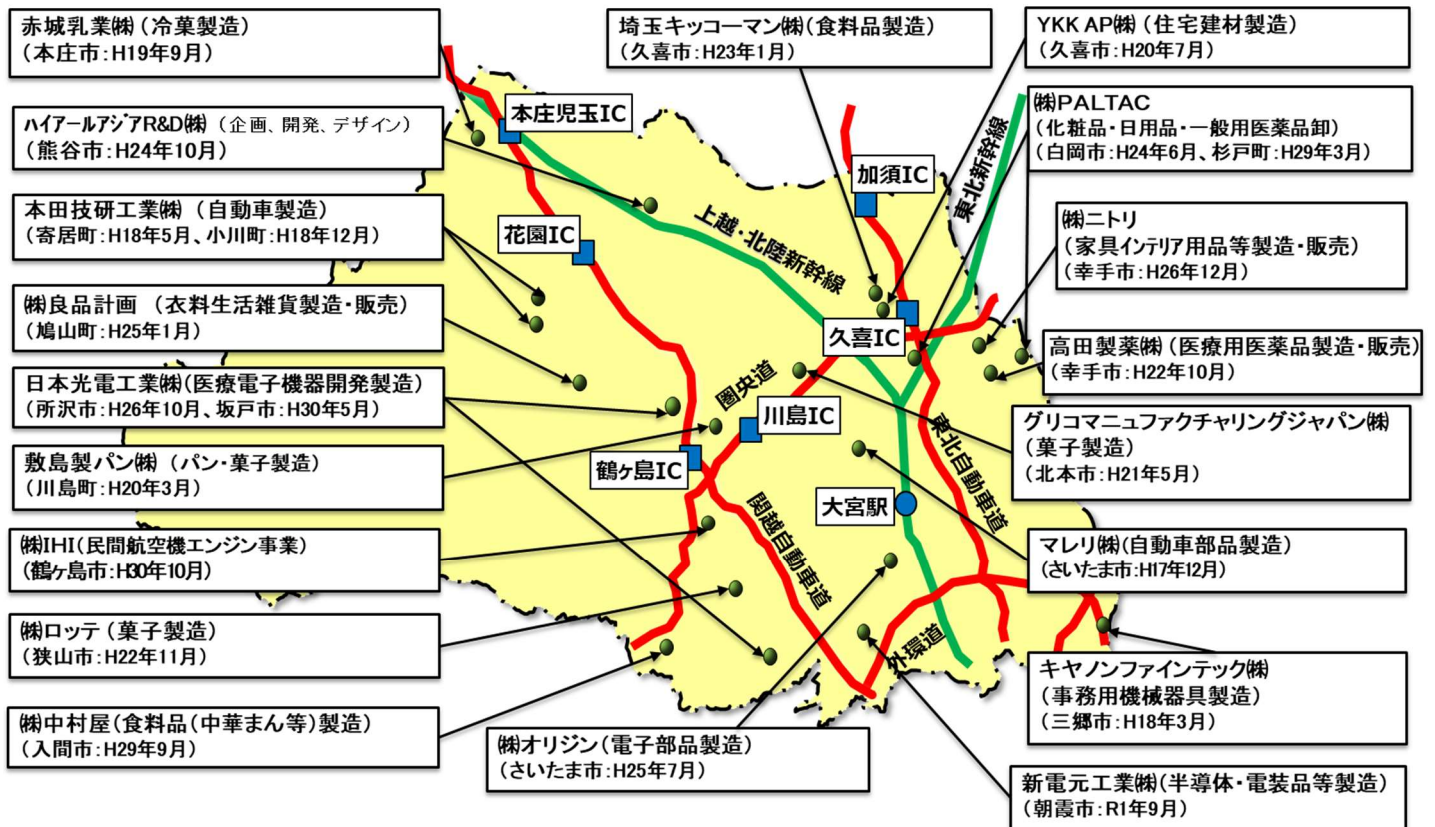 赤城乳業㈱（冷菓製造）
（本庄市：H19年9月）
ハイアールアジアR&D㈱（企画、開発、デザイン）
（熊谷市：H24年10月）
本田技研工業㈱（自動車製造）
（寄居町：H18年5月、小川町：H18年12月）
㈱良品計画（衣料生活雑貨製造・販売）
（鳩山町：H25年1月）
日本光電工業㈱（医療電子機器開発製造）
（所沢市：H26年10月、坂戸市：H30年5月）
敷島製パン㈱（パン・菓子製造）
（川島町：H20年3月）
㈱IHI（民間航空機エンジン事業）
（鶴ヶ島市：H30年10月）
㈱ロッテ（菓子製造）
（狭山市：H22年11月）
㈱中村屋（食料品（中華まん等）製造）
（入間市：H29年9月）
埼玉キッコーマン㈱（食料品製造）
（久喜市：H23年1月）
YKK AP㈱（住宅建材製造）
（久喜市：H20年7月）
㈱PALTAC
（化粧品・日用品・一般用医薬品卸）
（白岡市：H24年6月、杉戸町：H29年3月）
㈱ニトリ
（家具インテリア用品等製造・販売）
（幸手市：H26年12月）
高田製薬㈱（医療用医薬品製造・販売）
（幸手市：H22年10月）
グリコマニュファクチャリングジャパン㈱
（菓子製造）
（北本市：H21年5月）
マレリ㈱（自動車部品製造）
（さいたま市：H17年12月）
キヤノンファインテック㈱
（事務用機械器具製造）
（三郷市：H18年3月）
新電元工業㈱（半導体・電装品等製造）
（朝霞市：R1年9月）
㈱オリジン（電子部品製造）
（さいたま市：H25年7月）
本庄児玉IC
花園IC
加須IC
久喜IC
川島IC
鶴ヶ島IC
大宮駅
上越・北陸新幹線
東北新幹線
圏央道
関越自動車道
東北自動車道
外環道